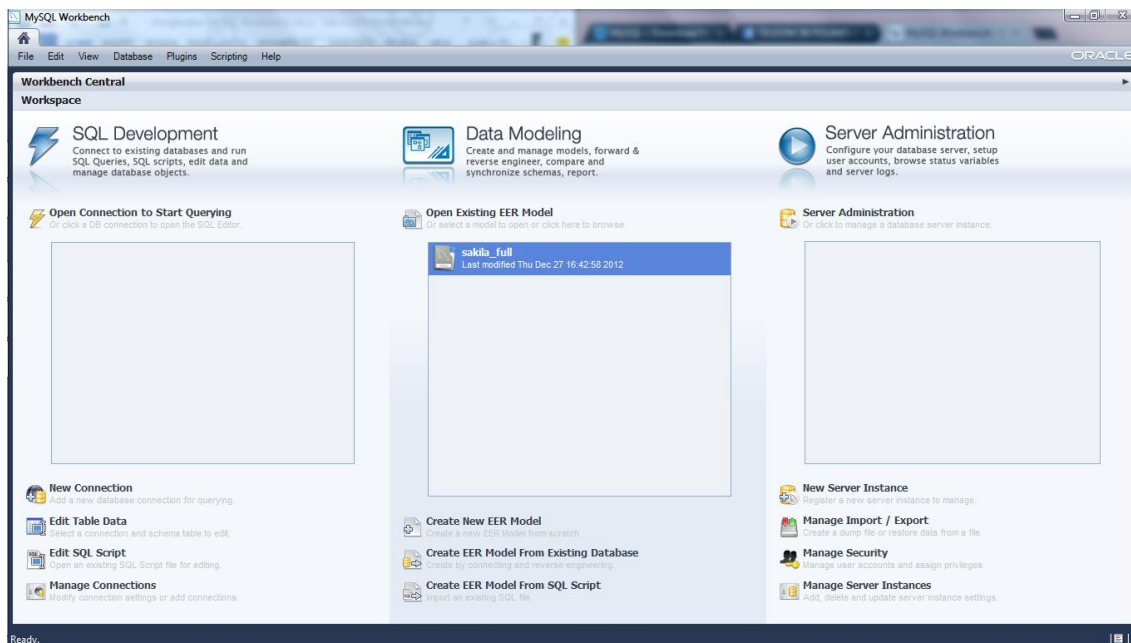 MySQL Workbench
File Edit View Database Plugins Scripting Help
ORACLE
Workbench Central
Workspace
SQL Development
Connect to existing databases and run
SQL Queries, SQL scripts, edit data and
manage database objects.
Open Connection to Start Querying
Or click a DB connection to open the SQL Editor.
New Connection
Add a new database connection for querying.
Edit Table Data
Select a connection and schema table to edit.
Edit SQL Script
Open an existing SQL Script file for editing.
Manage Connections
Modify connection settings or add connections.
Data Modeling
Create and manage models, forward &
reverse engineer, compare and
synchronize schemas, report.
Open Existing EER Model
Or select a model to open or click here to browse.
sakila_full
Last modified Thu Dec 27 16:42:58 2012
Create New EER Model
Create a new EER Model from scratch.
Create EER Model From Existing Database
Create by connecting and reverse engineering.
Create EER Model From SQL Script
Import an existing SQL file.
Server Administration
Configure your database server, setup
user accounts, browse status variables
and server logs.
Server Administration
Or click to manage a database server instance.
New Server Instance
Register a new server instance to manage.
Manage Import / Export
Create a dump file or restore data from a file.
Manage Security
Manage user accounts and assign privileges.
Manage Server Instances
Add, delete and update server instance settings.
Ready.